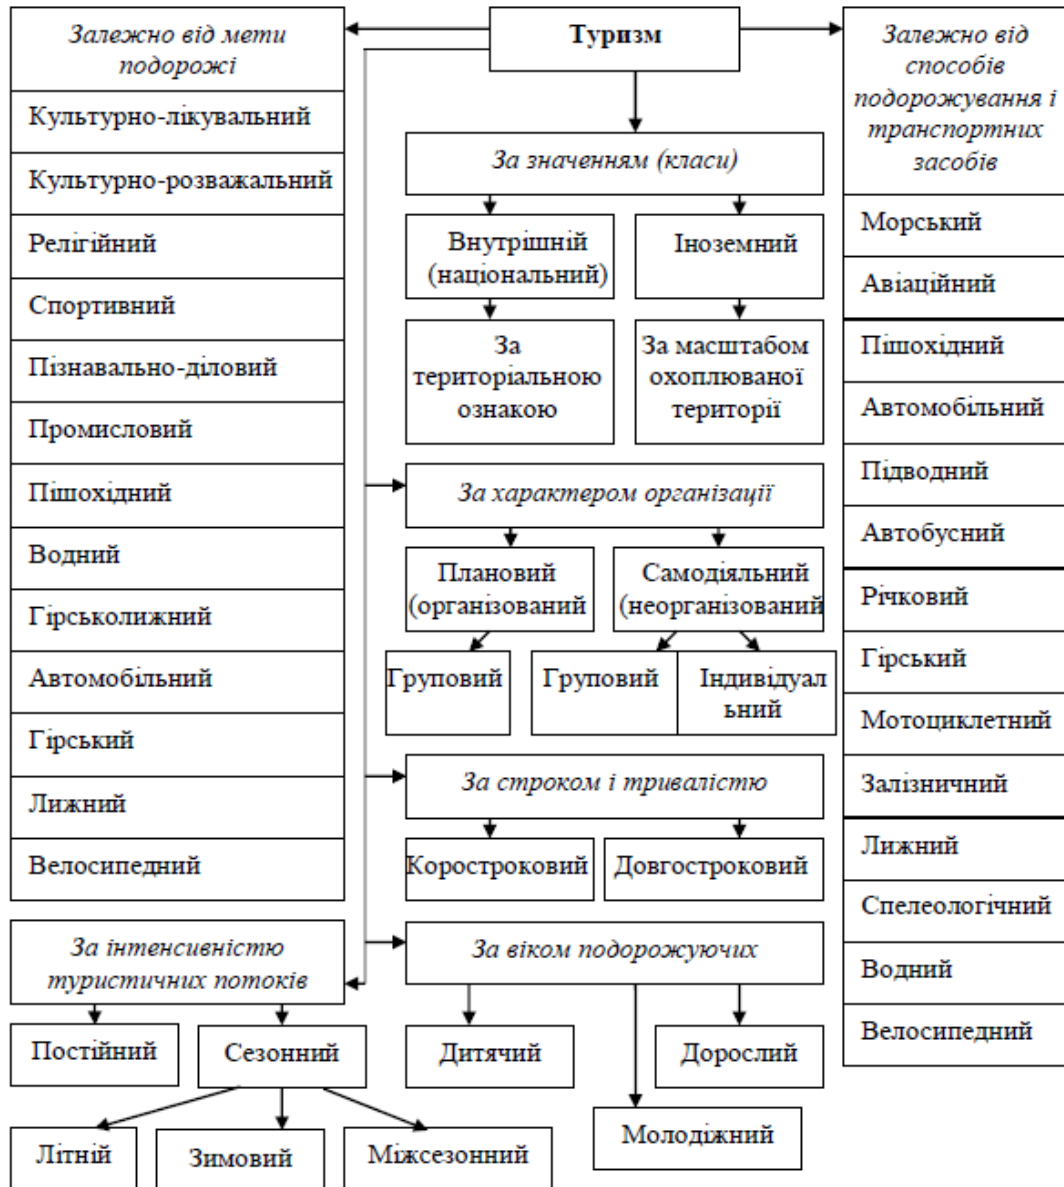 Залежно від мети
подорожі
Культурно-лікувальний
Культурно-розважальний
Релігійний
Спортивний
Пізнавально-діловий
Промисловий
Пішохідний
Водний
Гірськолижний
Автомобільний
Гірський
Лижний
Велосипедний
Туризм
За значенням (класи)
Внутрішній
(національний)
Іноземний
За
територіальною
ознакою
За масштабом
охоплюваної
території
За характером організації
Плановий
(організований
Самодіяльний
(неорганізований
Груповий
Груповий
Індивідуал
ьний
За строком і тривалістю
Коростроковий
Довгостроковий
За віком подорожуючих
Дитячий
Дорослий
Молодіжний
За інтенсивністю
туристичних потоків
Постійний
Сезонний
Літній
Зимовий
Міжсезонний
Залежно від
способів
подорожування і
транспортних
засобів
Морський
Авіаційний
Пішохідний
Автомобільний
Підводний
Автобусний
Річковий
Гірський
Мотоциклетний
Залізничний
Лижний
Спелеологічний
Водний
Велосипедний